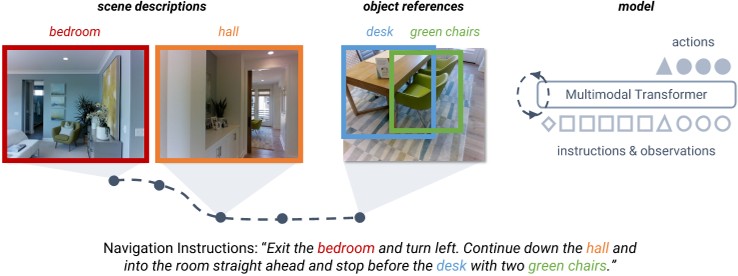 scene descriptions
object references
model
bedroom
hall
desk
green chairs
actions
Multimodal Transformer
instructions & observations
Navigation Instructions: “Exit the bedroom and turn left. Continue down the hall and
into the room straight ahead and stop before the desk with two green chairs.”